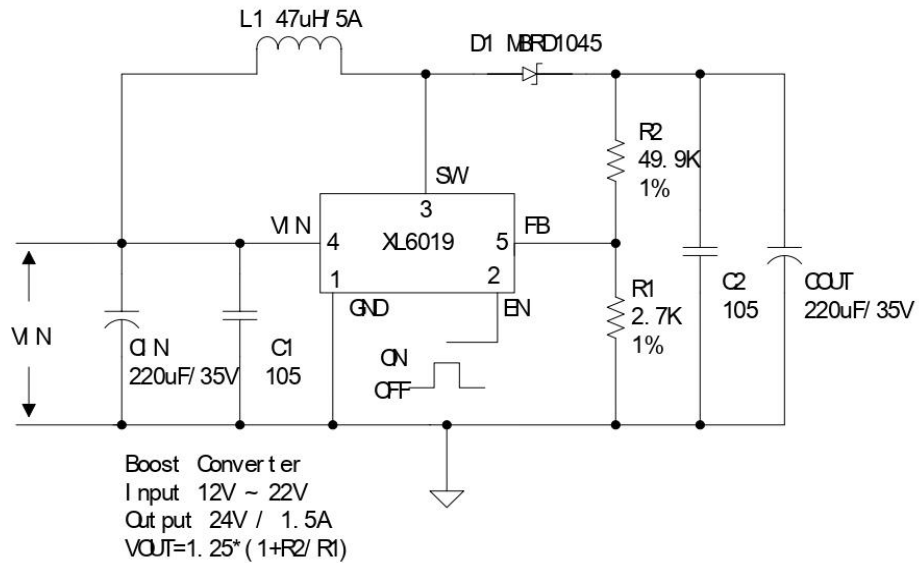 L1 47uH/5A
D1 MBRD1045
R2
49.9K
1%
SW
3
VIN
4
XL6019
5
FB
1
2
GND
EN
R1
2.7K
1%
C2
105
COUT
220uF/35V
VIN
CIN
220uF/35V
C1
105
ON
OFF
Boost Converter
Input 12V ~ 22V
Output 24V / 1.5A
VOUT=1.25*(1+R2/R1)